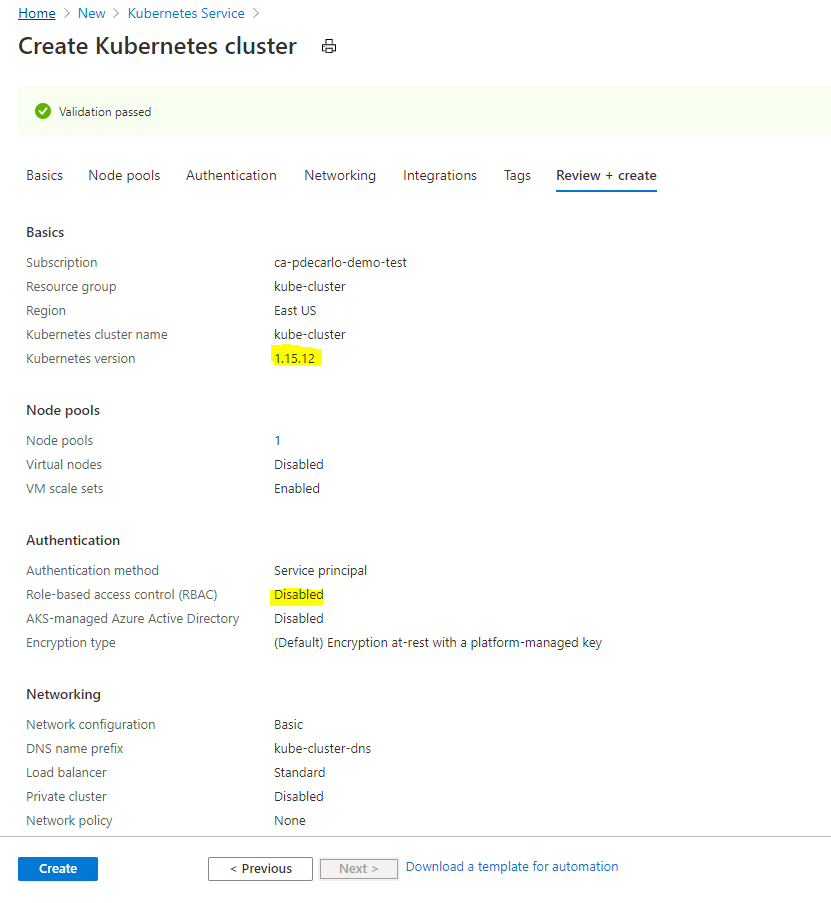 Home > New > Kubernetes Service >
Create Kubernetes cluster
Validation passed
Basics Node pools Authentication Networking Integrations Tags Review + create
Basics
Subscription ca-pdecarlo-demo-test
Resource group kube-cluster
Region East US
Kubernetes cluster name kube-cluster
Kubernetes version 1.15.12
Node pools
Node pools 1
Virtual nodes Disabled
VM scale sets Enabled
Authentication
Authentication method Service principal
Role-based access control (RBAC) Disabled
AKS-managed Azure Active Directory Disabled
Encryption type (Default) Encryption at-rest with a platform-managed key
Networking
Network configuration Basic
DNS name prefix kube-cluster-dns
Load balancer Standard
Private cluster Disabled
Network policy None
Create < Previous Next > Download a template for automation